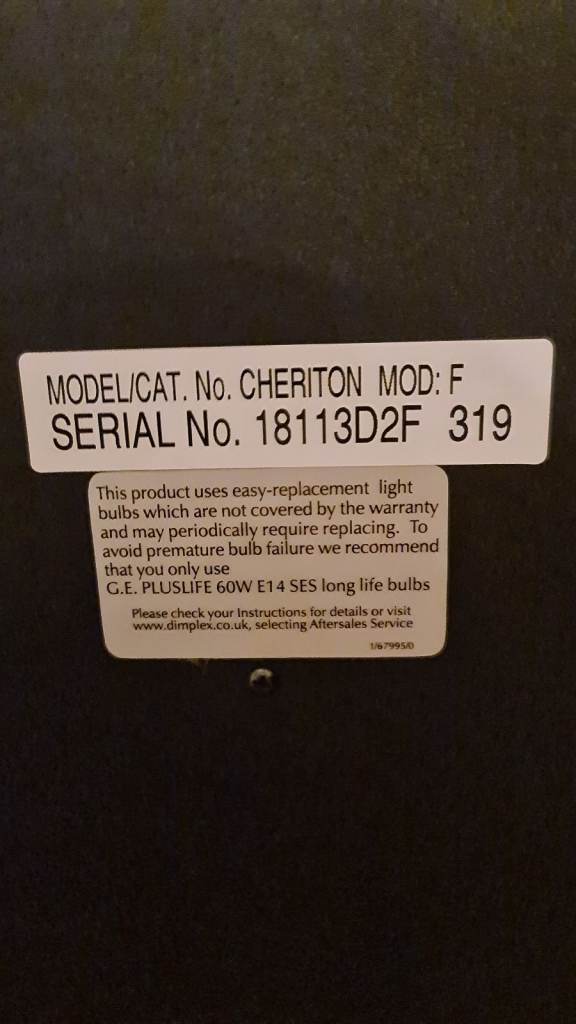 MODEL/CAT. No. CHERITON MOD: F
SERIAL No. 18113D2F 319
This product uses easy-replacement light
bulbs which are not covered by the warranty
and may periodically require replacing. To
avoid premature bulb failure we recommend
that you only use
G.E. PLUSLIFE 60W E14 SES long life bulbs
Please check your Instructions for details or visit
www.dimplex.co.uk, selecting Aftersales Service
1/67995/0